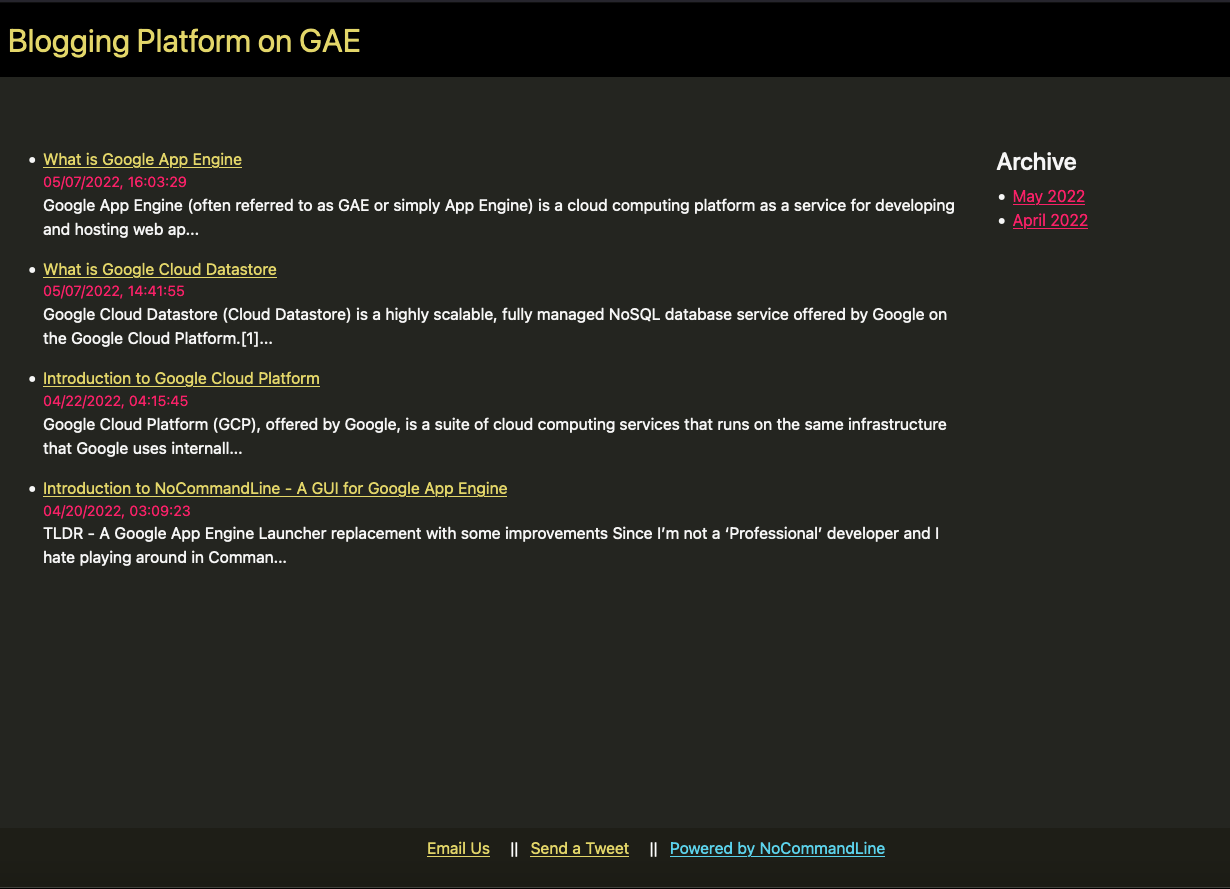 Blogging Platform on GAE
What is Google App Engine
05/07/2022, 16:03:29
Google App Engine (often referred to as GAE or simply App Engine) is a cloud computing platform as a service for developing
and hosting web ap...
What is Google Cloud Datastore
05/07/2022, 14:41:55
Google Cloud Datastore (Cloud Datastore) is a highly scalable, fully managed NoSQL database service offered by Google on
the Google Cloud Platform.[1]...
Introduction to Google Cloud Platform
04/22/2022, 04:15:45
Google Cloud Platform (GCP), offered by Google, is a suite of cloud computing services that runs on the same infrastructure
that Google uses internall...
Introduction to NoCommandLine - A GUI for Google App Engine
04/20/2022, 03:09:23
TLDR - A Google App Engine Launcher replacement with some improvements Since I’m not a ‘Professional’ developer and I
hate playing around in Comman...
Archive
May 2022
April 2022
Email Us || Send a Tweet || Powered by NoCommandLine